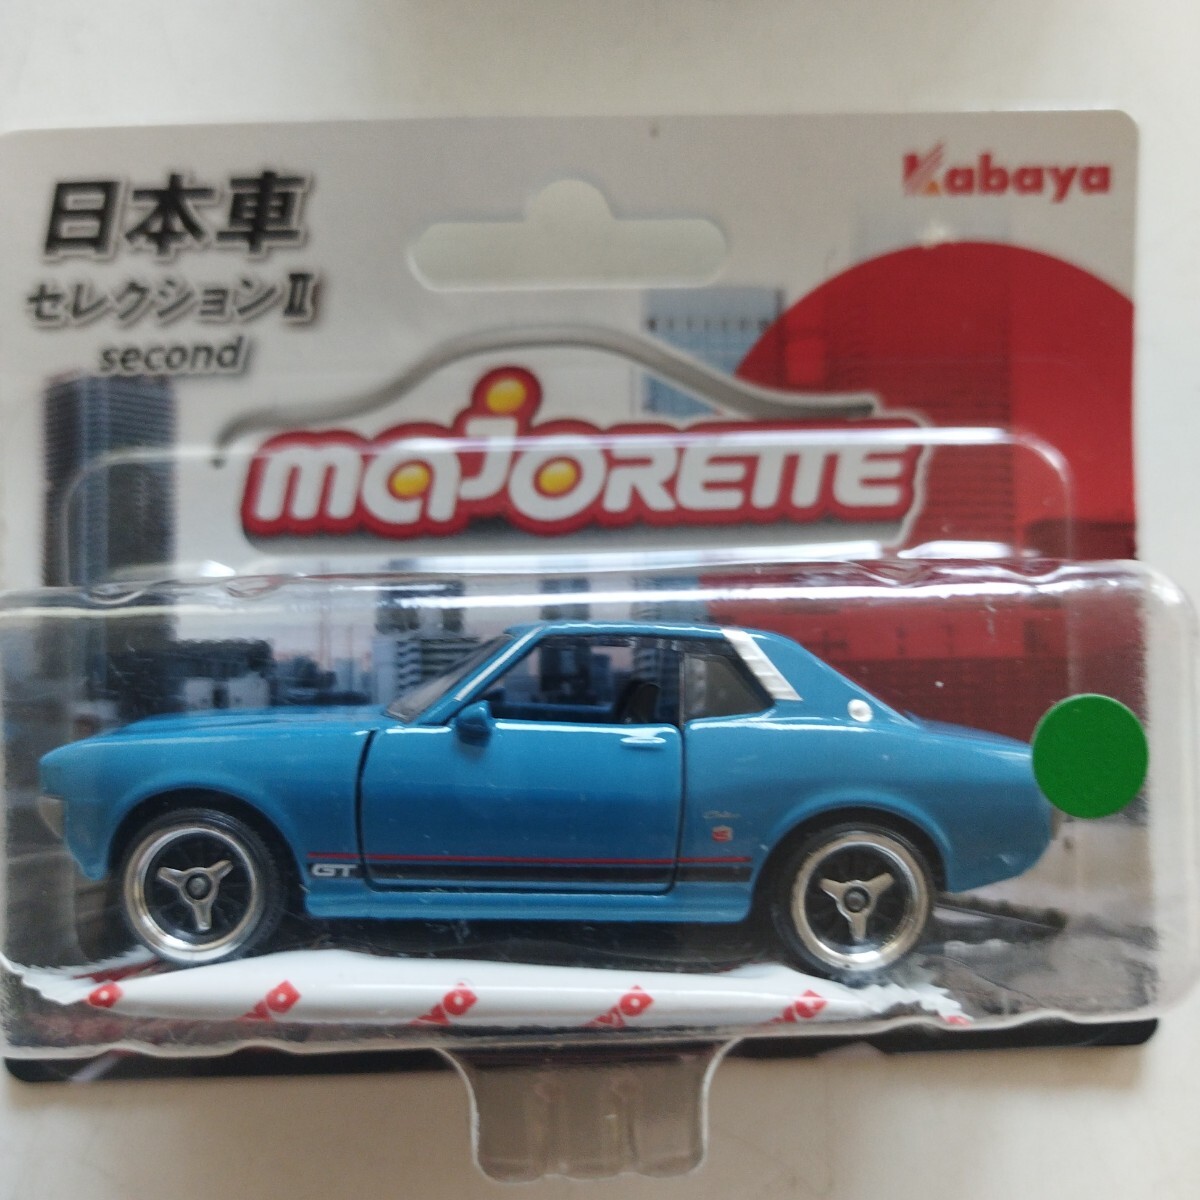 日本車
セレクションⅡ
second
Kabaya
majorette
GT